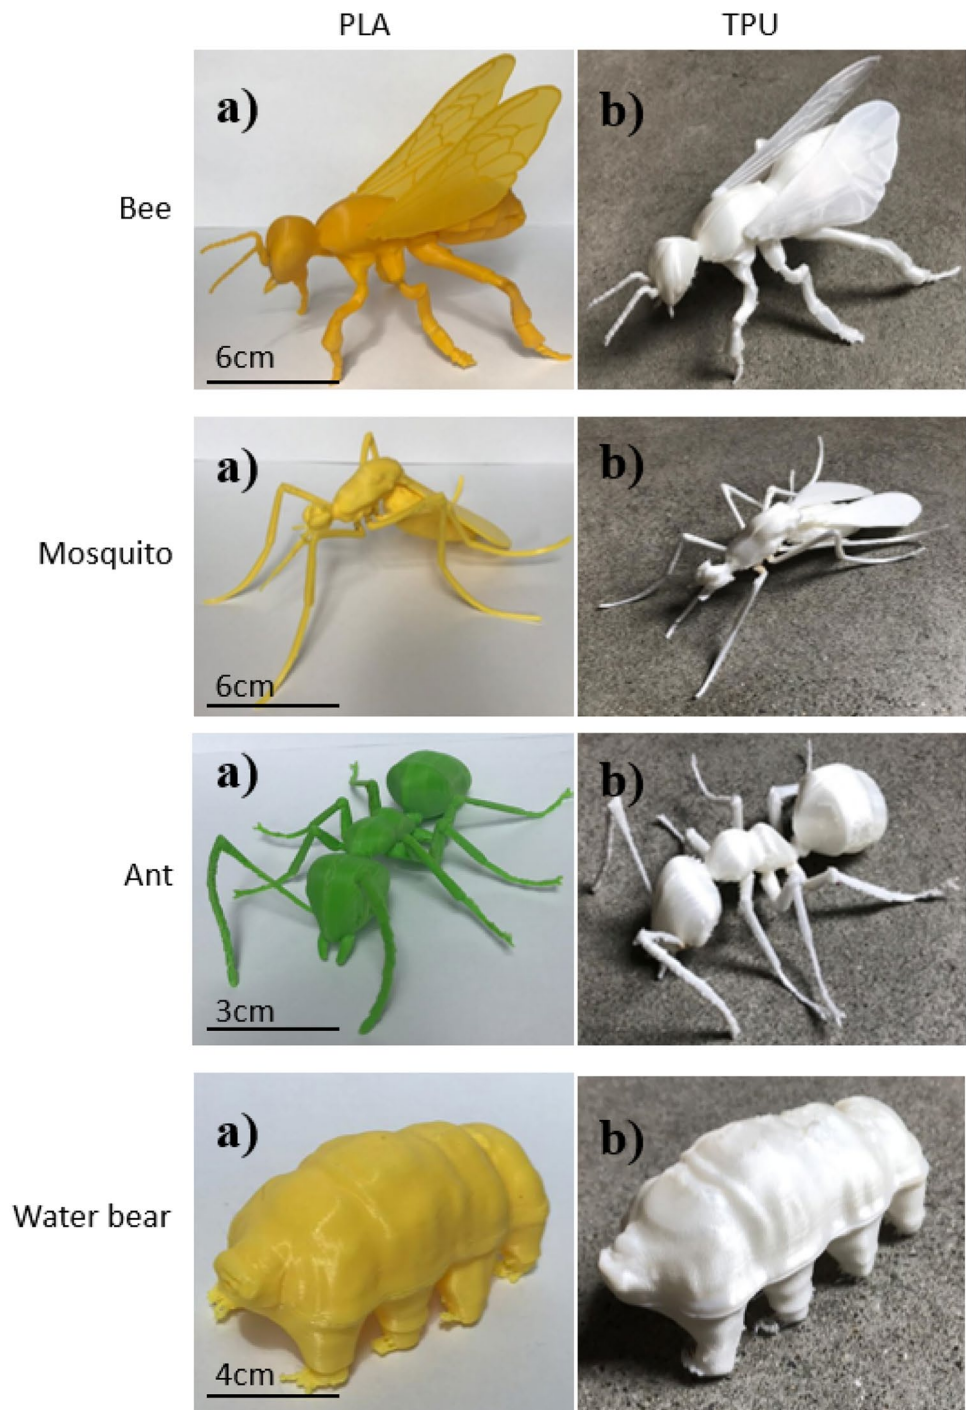 PLA TPU
a) b)
Bee
6cm
a) b)
Mosquito
6cm
a) b)
Ant
3cm
a) b)
Water bear
4cm